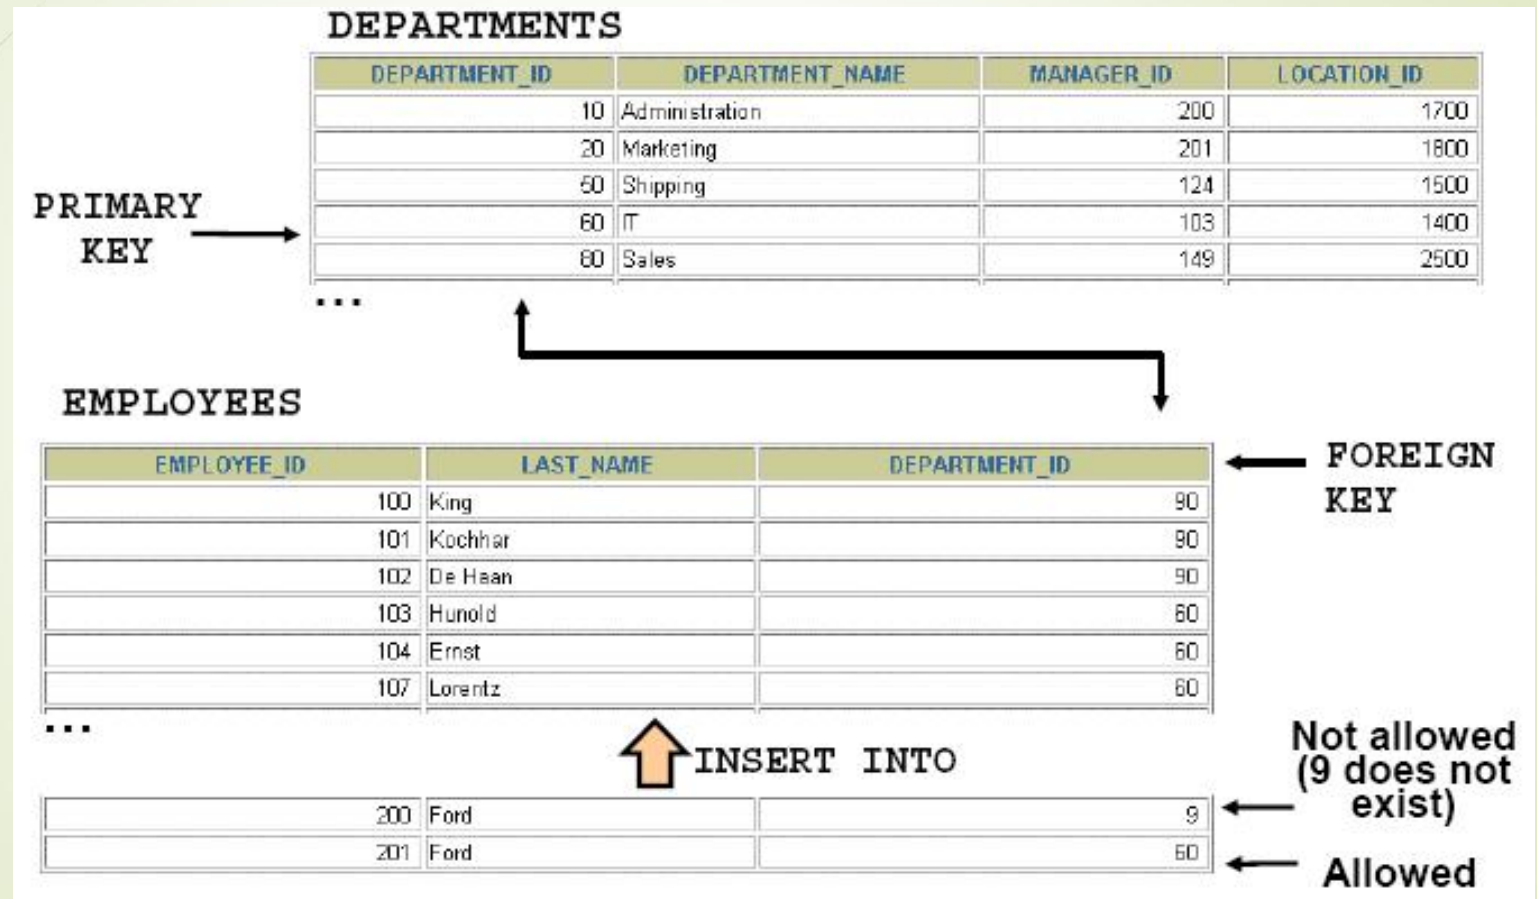 DEPARTMENTS
DEPARTMENT_ID DEPARTMENT_NAME MANAGER_ID LOCATION_ID
10 Administration 200 1700
20 Marketing 201 1800
50 Shipping 124 1500
60 IT 103 1400
80 Sales 149 2500
...
PRIMARY
KEY
EMPLOYEES
EMPLOYEE_ID LAST_NAME DEPARTMENT_ID
100 King 90
101 Kochhar 90
102 De Haan 90
103 Hunold 60
104 Ernst 60
107 Lorentz 60
...
FOREIGN
KEY
INSERT INTO
200 Ford 9
201 Ford 60
Not allowed
(9 does not
exist)
Allowed